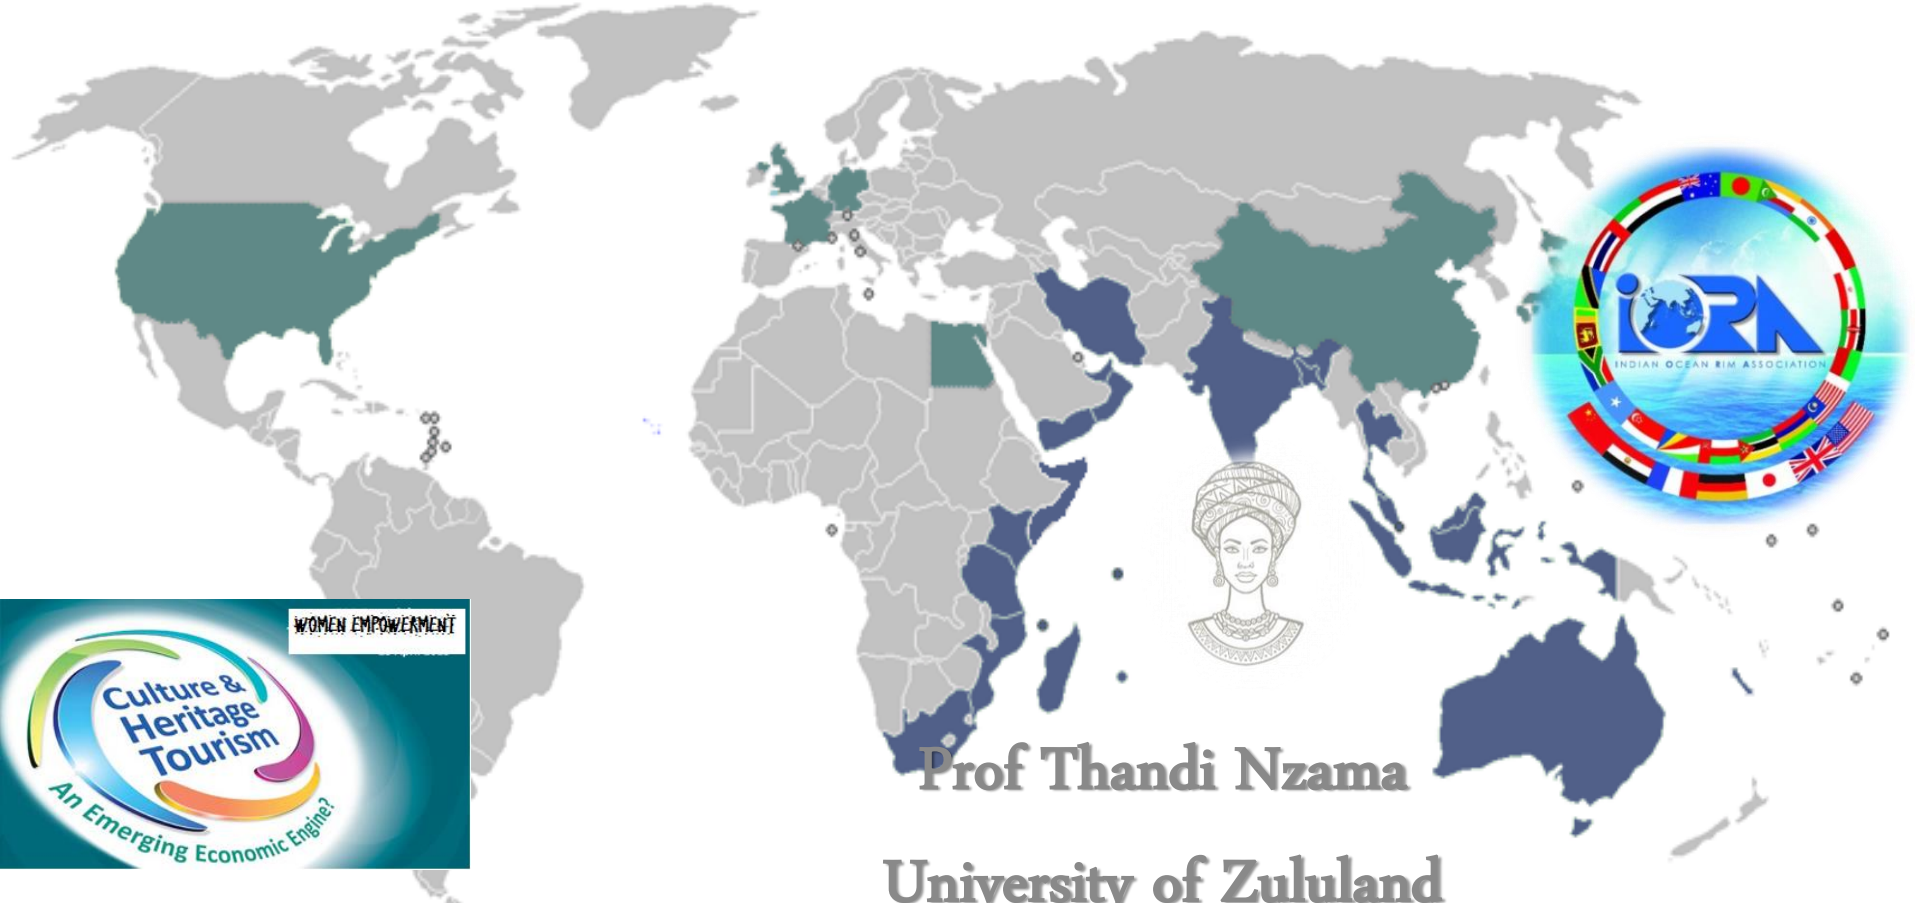 iORA
INDIAN OCEAN RIM ASSOCIATION
WOMEN EMPOWERMENT
Culture &
Heritage
Tourism
An Emerging Economic Engine?
Prof Thandi Nzama
University of Zululand